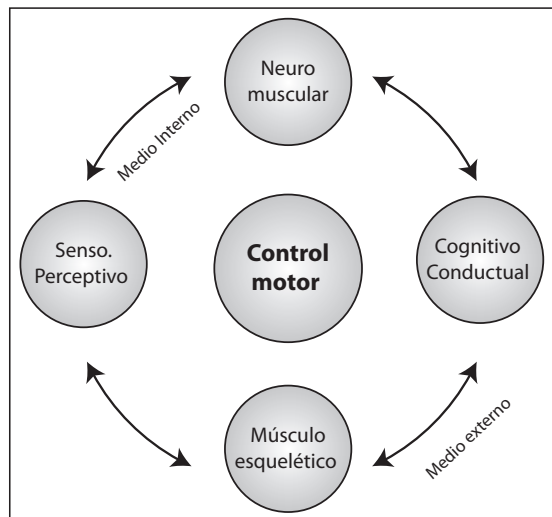 Neuro
muscular
Medio Interno
Senso.
Perceptivo
Control
motor
Cognitivo
Conductual
Músculo
esquelético
Medio externo